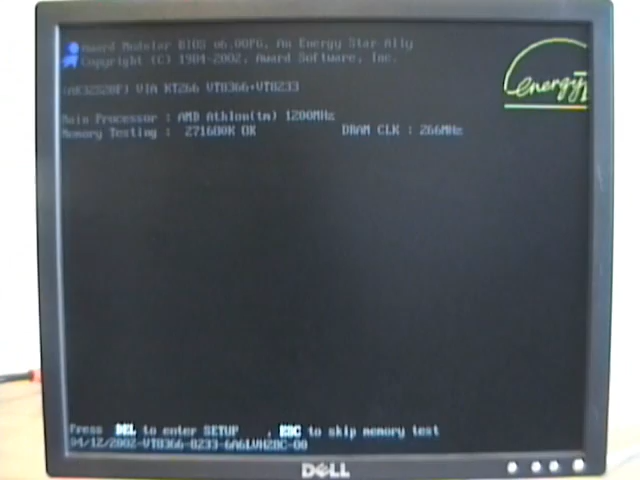 Award Modular BIOS v6.00PG, An Energy Star Ally
Copyright (C) 1984-2002, Award Software, Inc.
energy
VIA KT266 VT8366+VT8233
Main Processor : AMD Athlon(tm) 1200MHz
Memory Testing : 271600K OK DRAM CLK : 266MHz
Press DEL to enter SETUP , ESC to skip memory test
04/12/2002-VT8366-8233-6A6LVH2BC-00
DELL